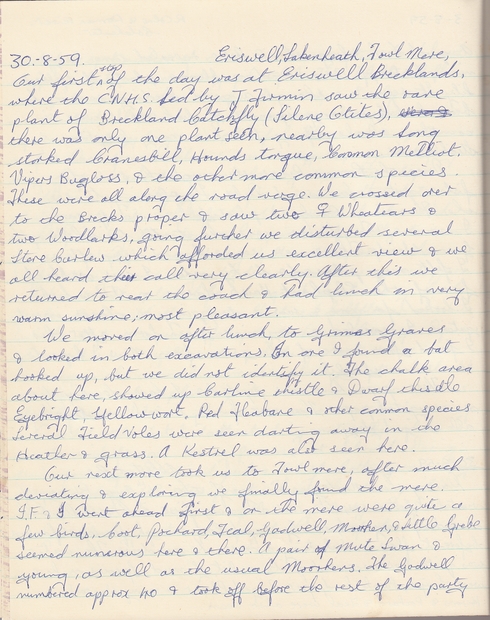 30-8-59. Eriswell, Lakenheath, Fowl Mere,
Our first stop of the day was at Eriswell Brecklands,
where the C.N.H.S. led by J Firmin saw the rare
plant of Breckland Catchfly (Silene Otites),
there was only one plant seen, nearby was Long
storked Cranesbill, Hounds tongue, Common Melliot,
Vipers Bugloss, & the other more common species
These were all along the road verge. We crossed over
to the Brecks proper & saw two ♀ Wheatears &
two Woodlarks, going further we disturbed several
Stone Curlew which afforded us excellent view & we
all heard their call very clearly. After this we
returned to near the coach & had lunch in very
warm sunshine; most pleasant.
We moved on after lunch, to Grimes Graves
& looked in both excavations. In one I found a bat
hooked up, but we did not identify it. The chalk area
about here, showed up Carline thistle & Dwarf thistle
Eyebright, Yellow wort, Red Fleabane & other common species
Several Field Voles were seen darting away in the
Heather & grass. A Kestrel was also seen here.
Our next move took us to Fowlmere, after much
deviating & exploring we finally found the mere.
J.F. & I went ahead first & on the mere were quite a
few birds. Coot, Pochard, Teal, Gadwell, Moorhen, & Little Grebe
seemed numerous here & there. A pair of Mute Swan &
young, as well as the usual Moorhens. The Gadwell
numbered approx 40 & took off before the rest of the party